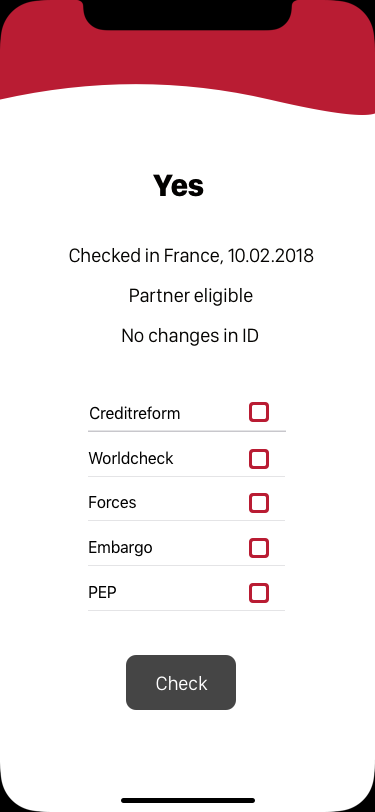 Yes
Checked in France, 10.02.2018
Partner eligible
No changes in ID
Creditreform
Worldcheck
Forces
Embargo
PEP
Check